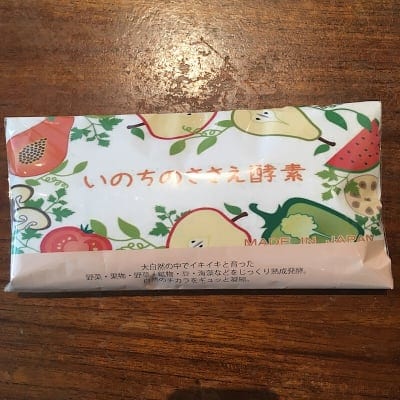 いのちのささえ酵素
MADE IN JAPAN
大自然の中でイキイキと育った
野菜・果物・野草・穀物・豆・海藻などをじっくり熟成発酵。
自然のチカラをギュッと凝縮。